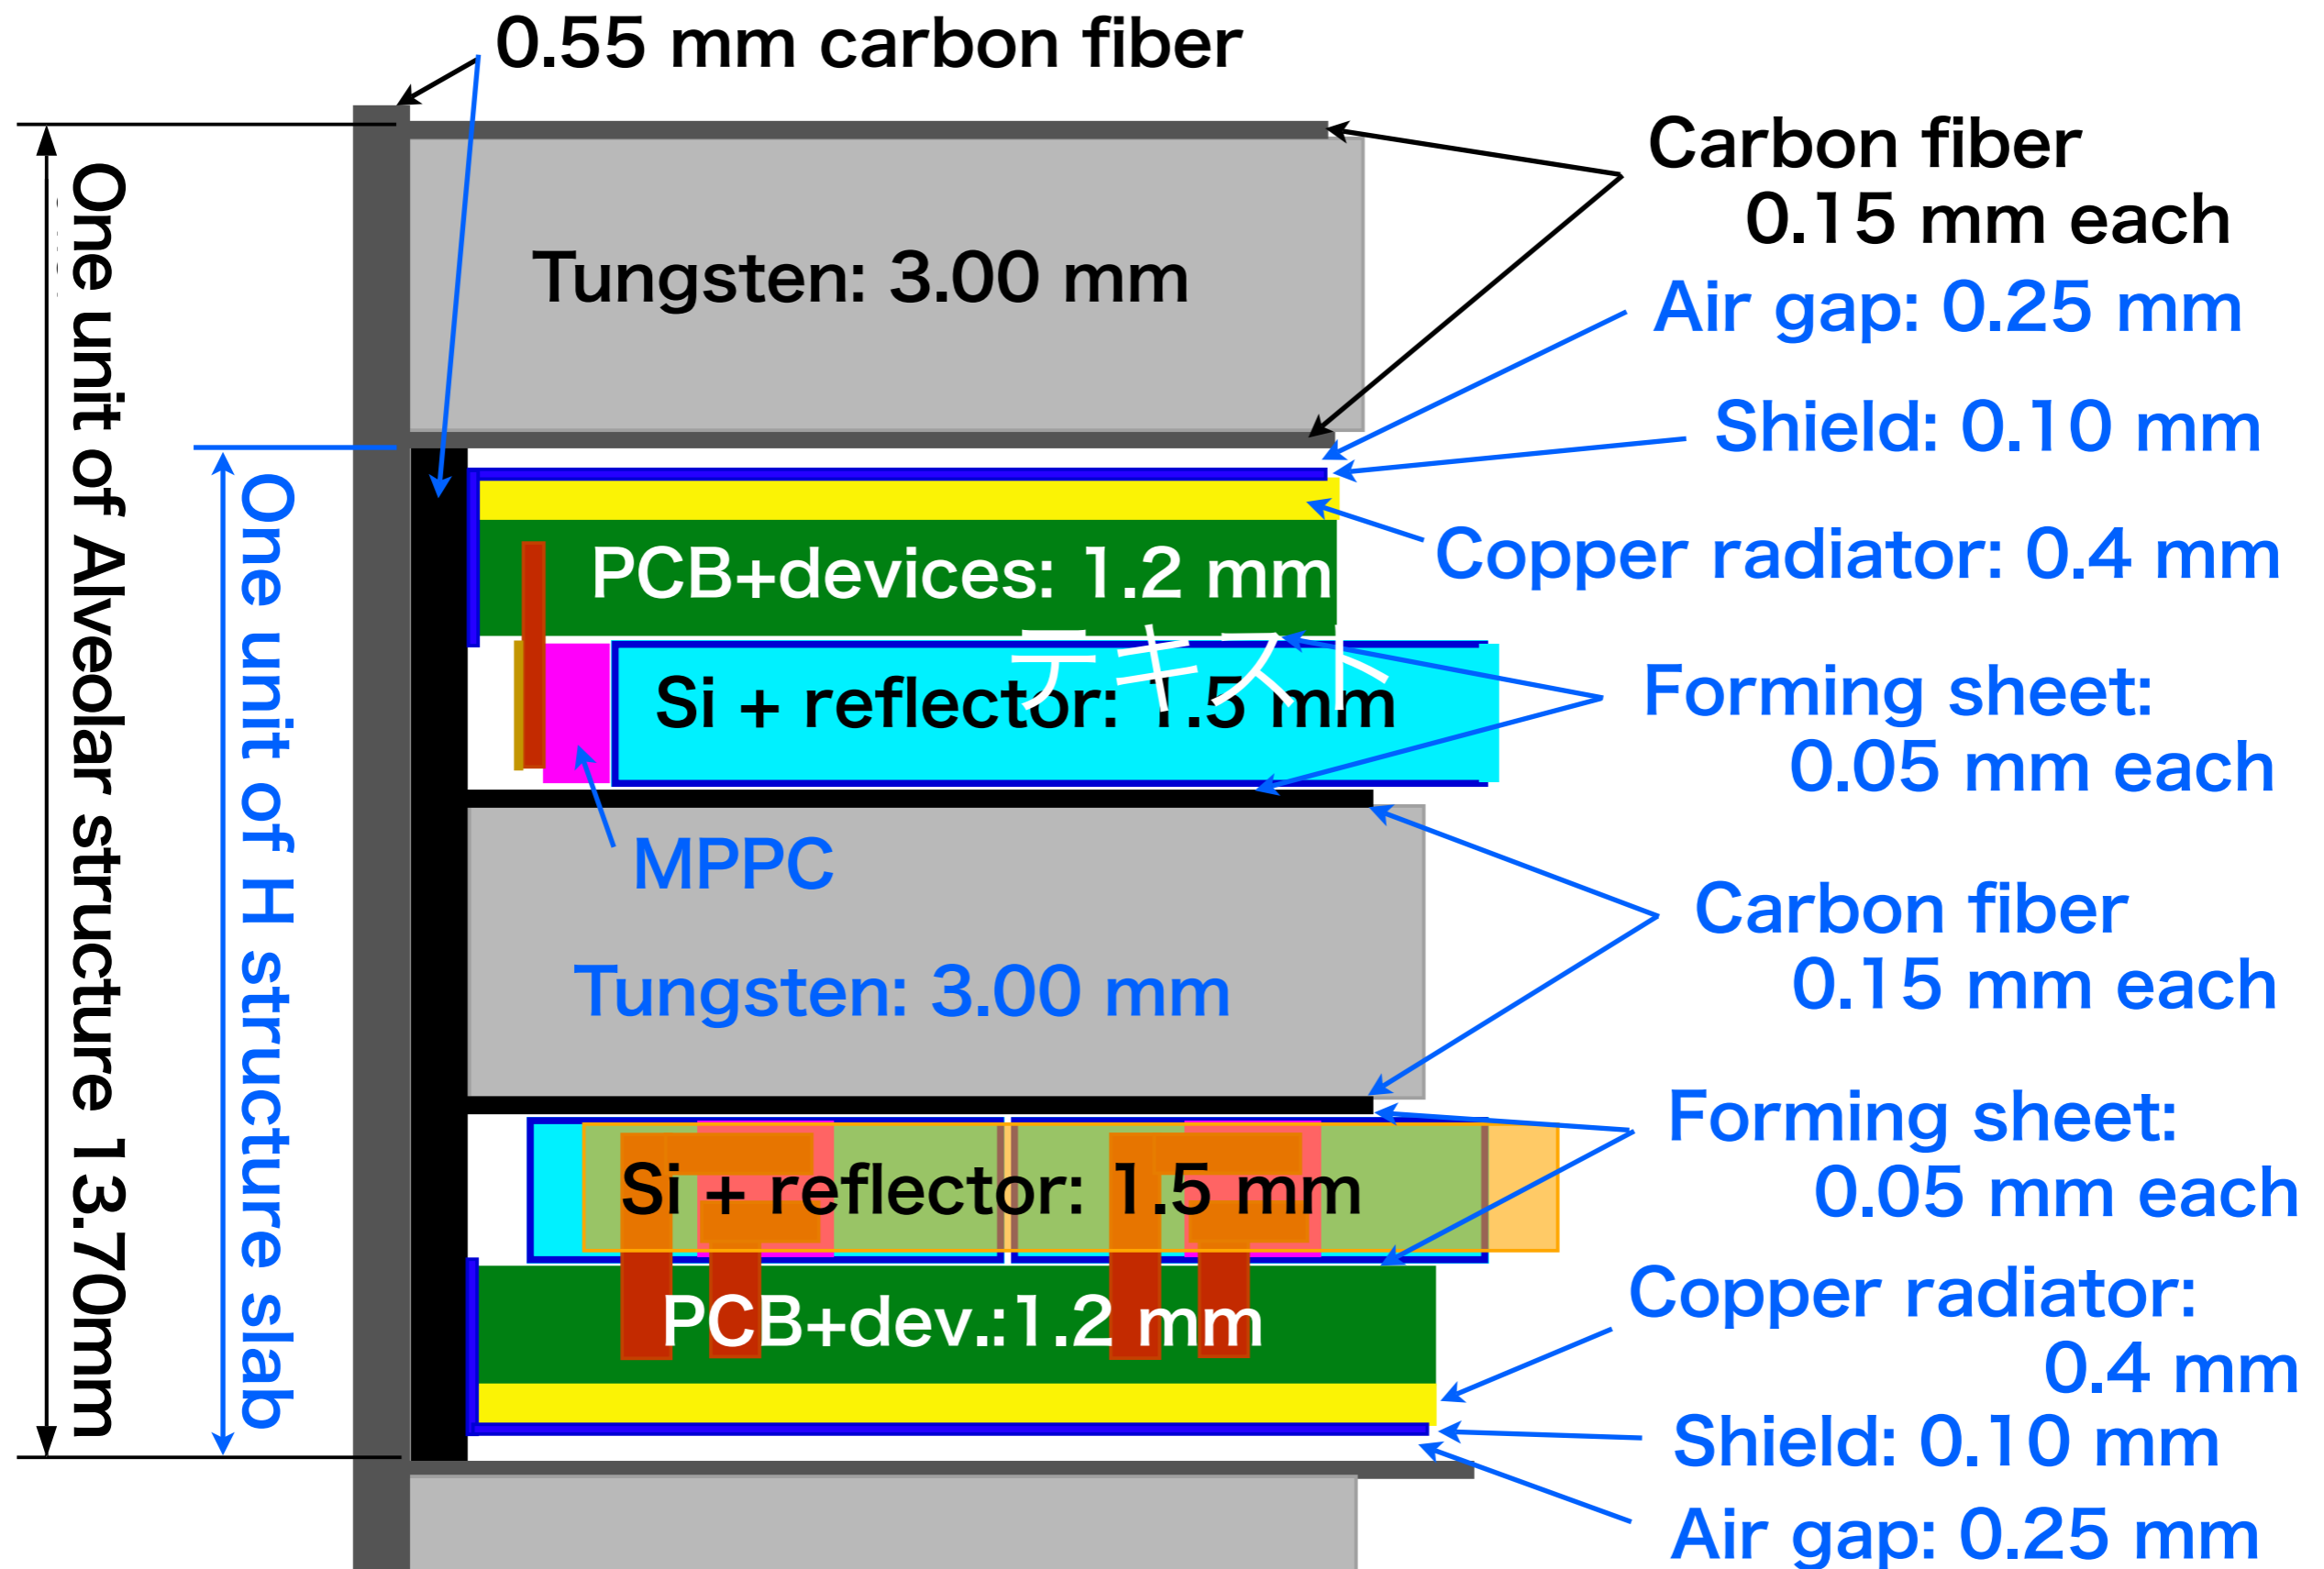 0.55 mm carbon fiber
Carbon fiber
0.15 mm each
Tungsten: 3.00 mm
Air gap: 0.25 mm
Shield: 0.10 mm
Copper radiator: 0.4 mm
PCB+devices: 1.2 mm
テキスト
Si + reflector: 1.5 mm
Forming sheet:
0.05 mm each
MPPC
Tungsten: 3.00 mm
Carbon fiber
0.15 mm each
Forming sheet:
0.05 mm each
Si + reflector: 1.5 mm
PCB+dev.:1.2 mm
Copper radiator:
0.4 mm
Shield: 0.10 mm
Air gap: 0.25 mm
One unit of Alveolar structure 13.70mm
One unit of H structure slab